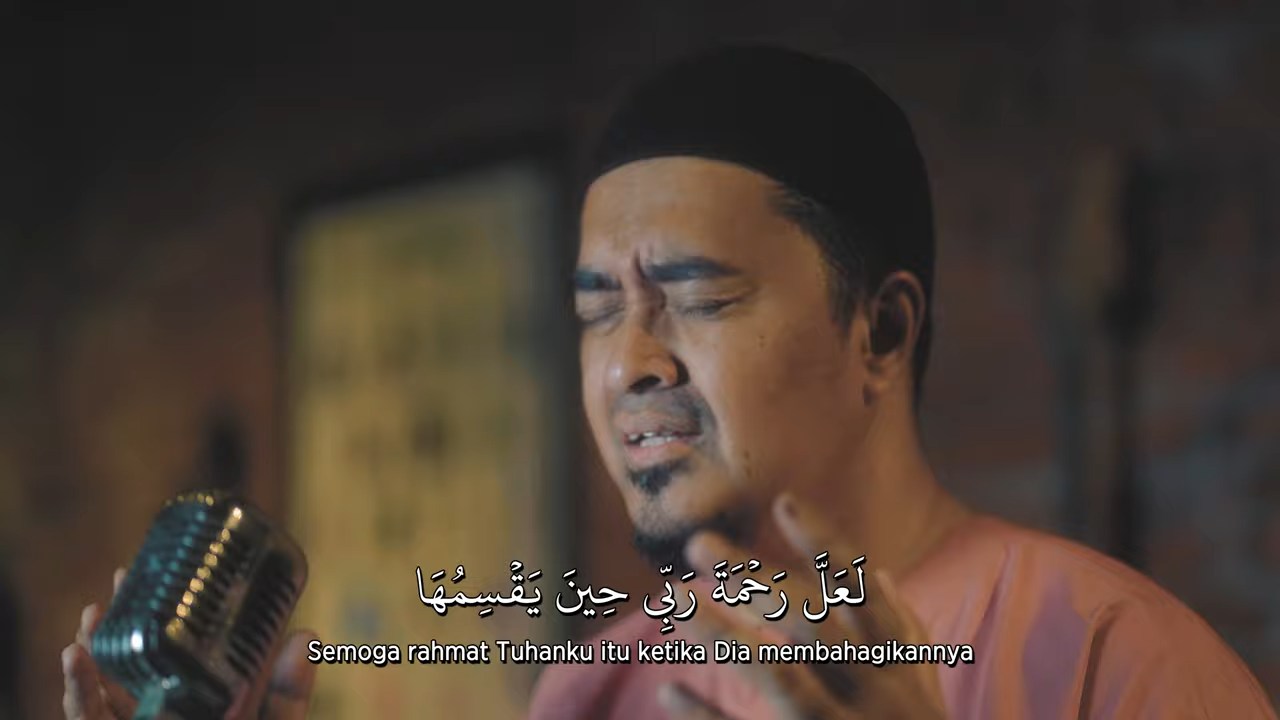 لَعَلَّ رَحْمَةَ رَبِّي حِينَ يَقْسِمُهَا
Semoga rahmat Tuhanku itu ketika Dia membahagikannya